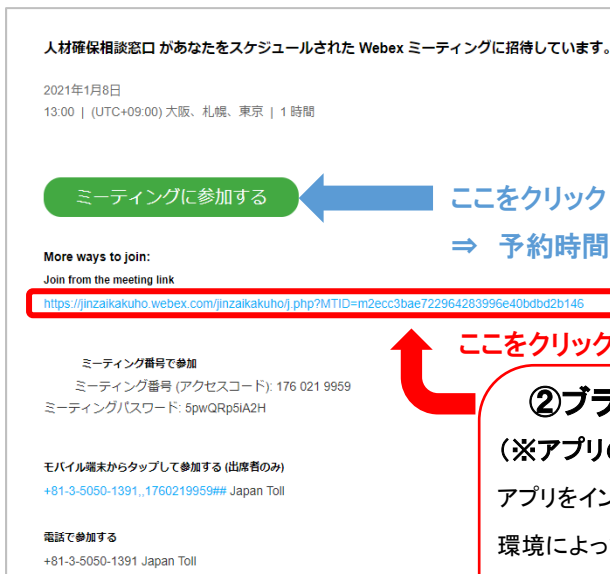 人材確保相談窓口 があなたをスケジュールされた Webex ミーティングに招待しています。
2021年1月8日
13:00 | (UTC+09:00) 大阪、札幌、東京 | 1 時間
ミーティングに参加する
ここをクリック
⇒ 予約時間
More ways to join:
Join from the meeting link
https://jinzaikakuho.webex.com/jinzaikakuho/j.php?MTID=m2ecc3bae722964283996e40bdbd2b146
ここをクリック
ミーティング番号で参加
ミーティング番号 (アクセスコード): 176 021 9959
ミーティングパスワード: 5pwQRp5iA2H
②ブラ
(※アプリの
アプリをイン
環境によっ
モバイル端末からタップして参加する (出席者のみ)
+81-3-5050-1391,,1760219959## Japan Toll
電話で参加する
+81-3-5050-1391 Japan Toll